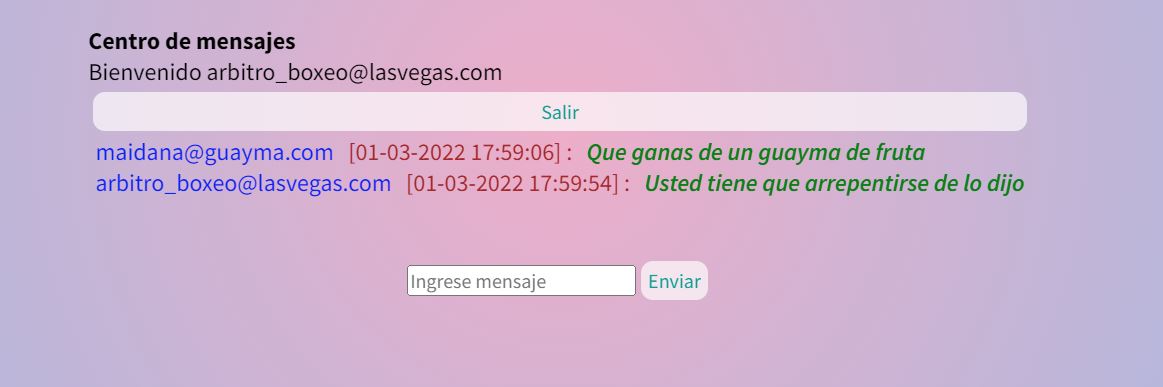 Centro de mensajes
Bienvenido arbitro_boxeo@lasvegas.com
Salir
maidana@guayma.com [01-03-2022 17:59:06] : Que ganas de un guayma de fruta
arbitro_boxeo@lasvegas.com [01-03-2022 17:59:54] : Usted tiene que arrepentirse de lo dijo
Ingrese mensaje Enviar